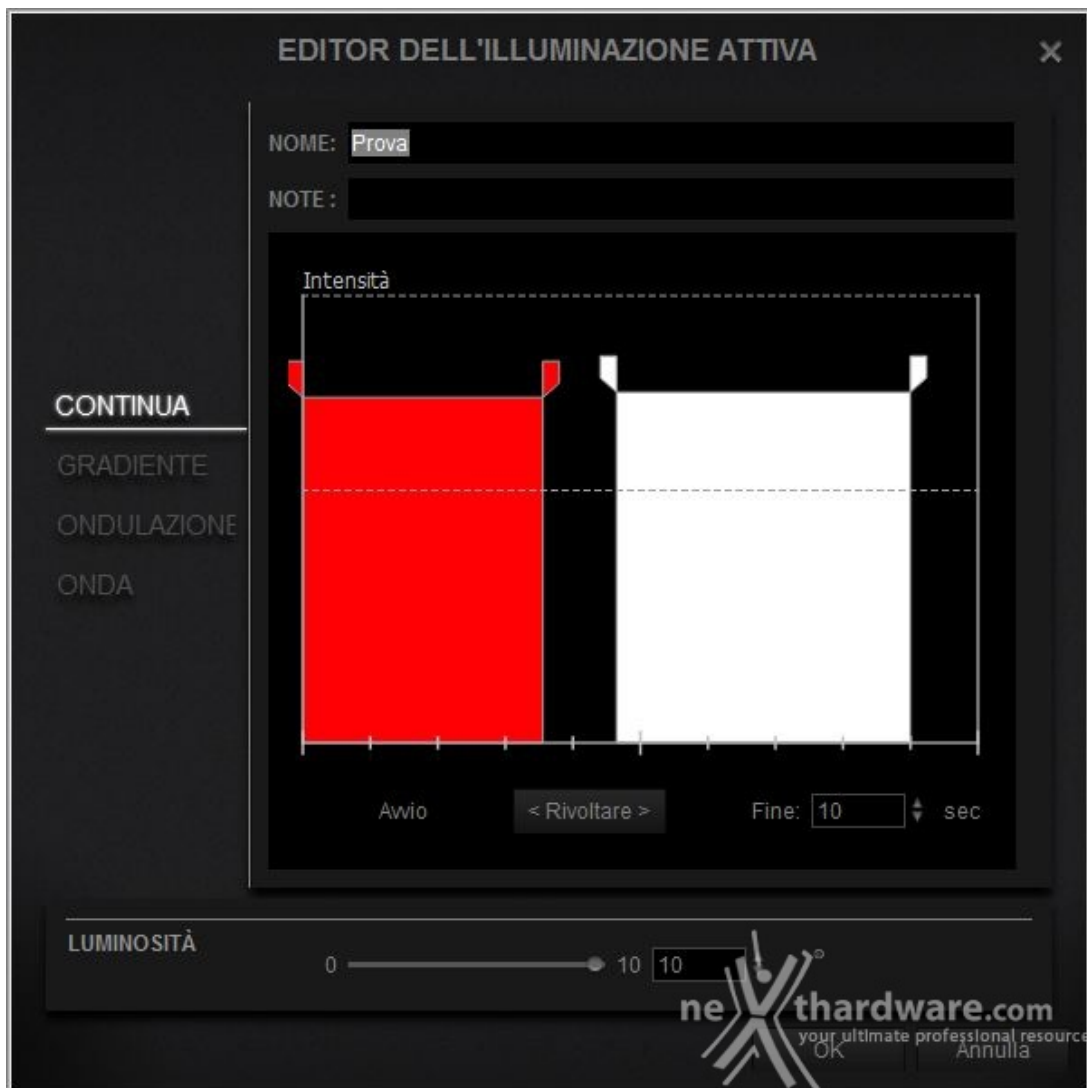 EDITOR DELL'ILLUMINAZIONE ATTIVA ×
NOME: Prova
NOTE :
Intensità
CONTINUA
GRADIENTE
ONDULAZIONE
ONDA
Avvio < Rivoltare > Fine: 10 sec
LUMINOSITÀ
0 10 10
nexthardware.com
your ultimate professional resource
OK Annulla